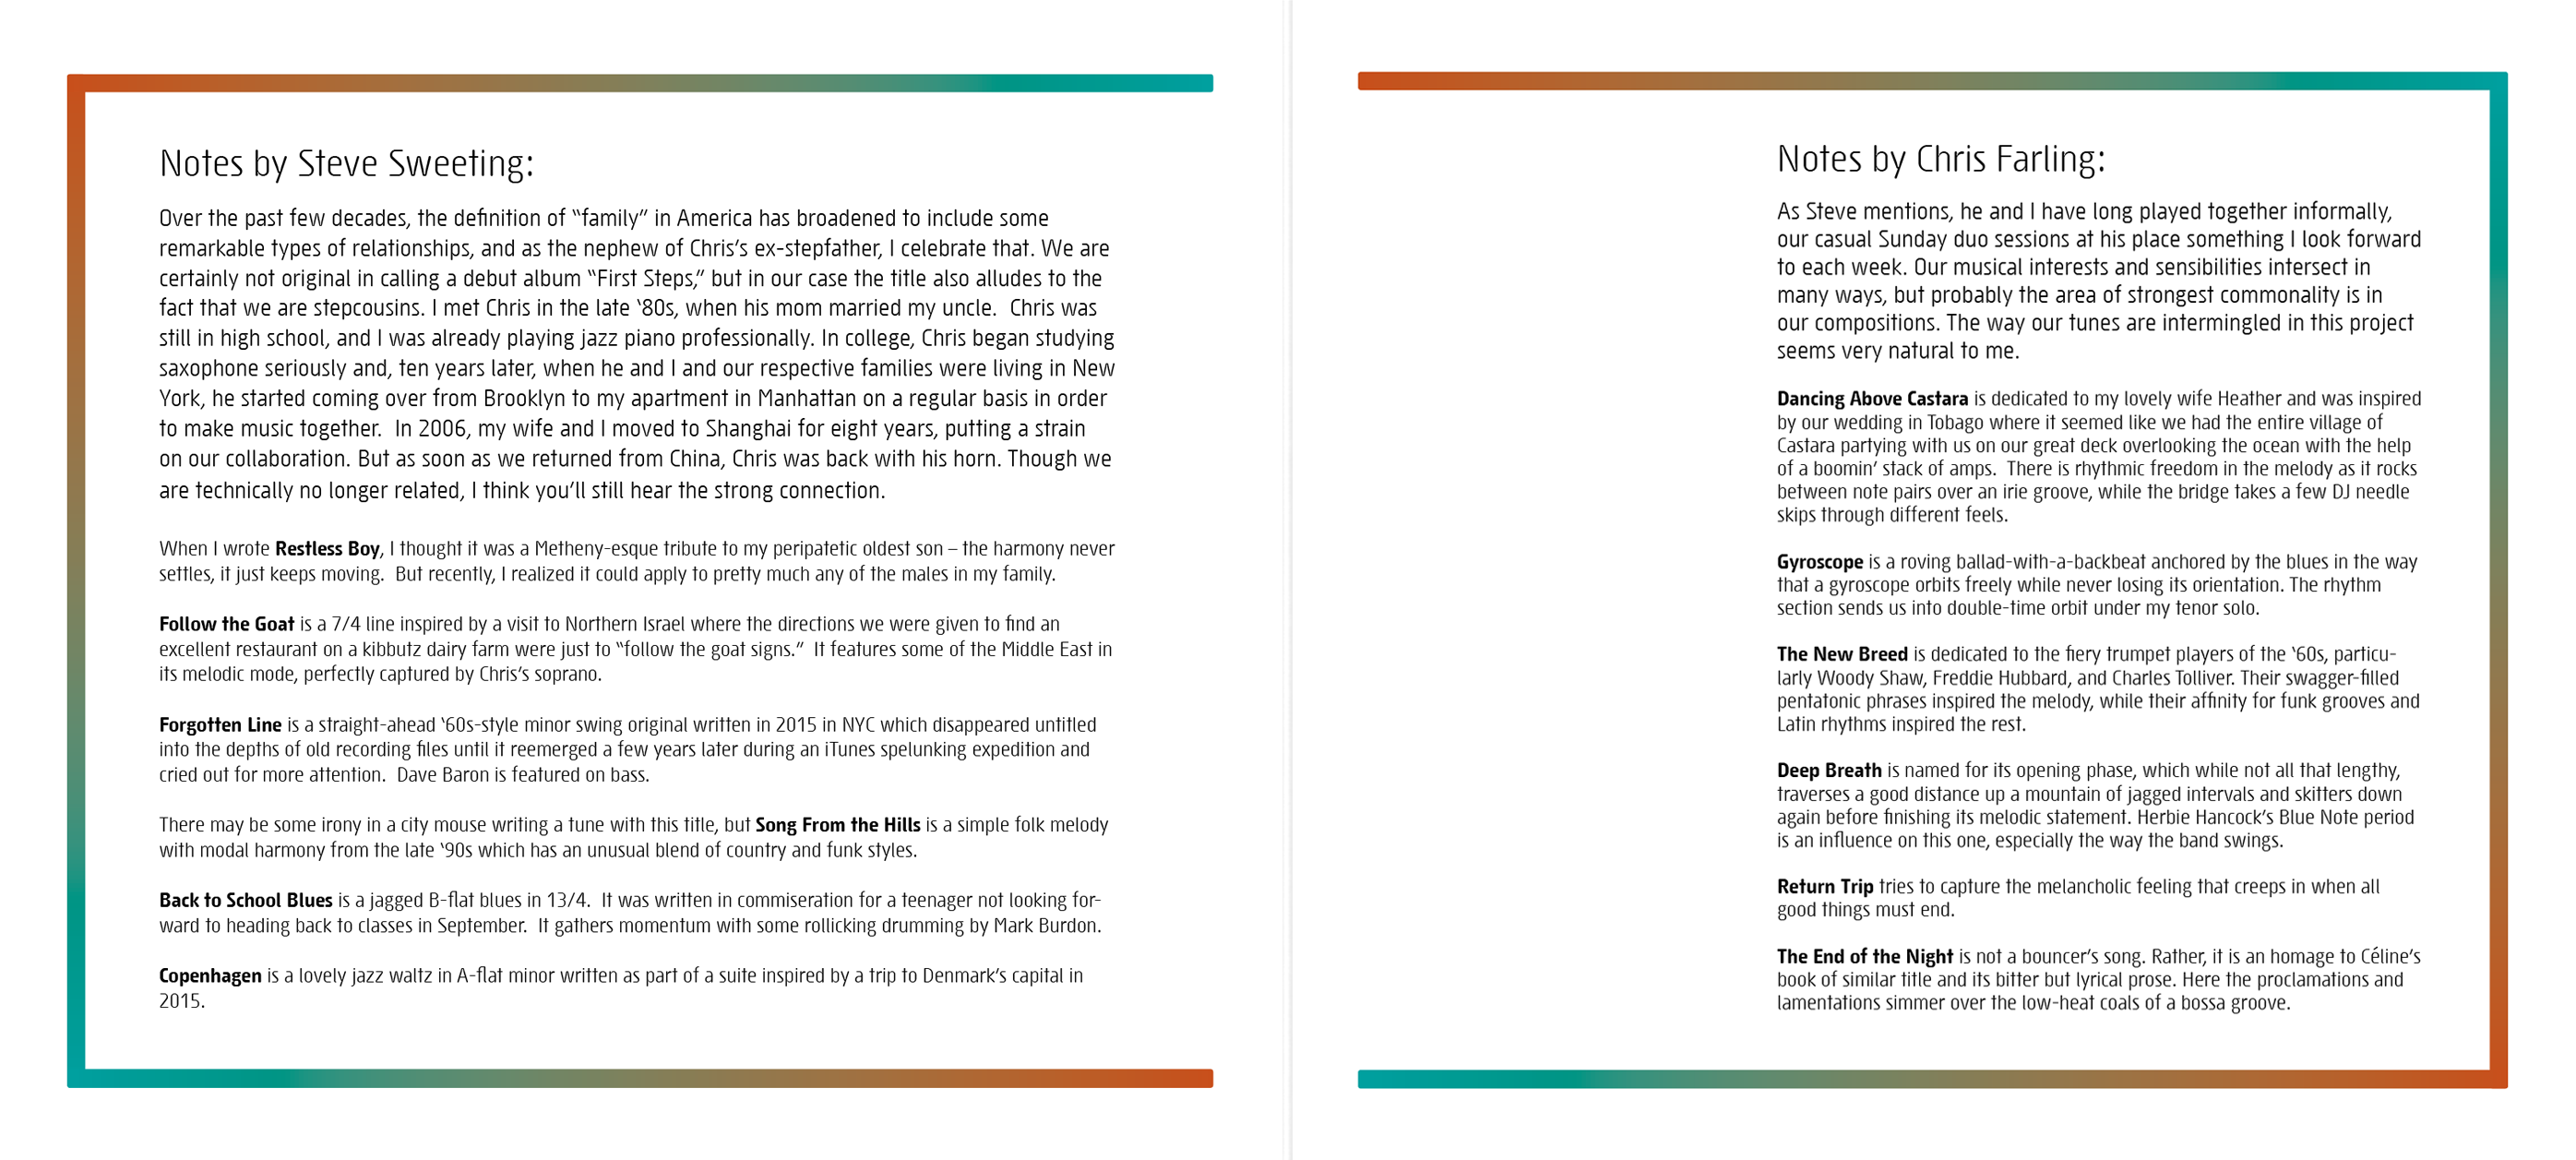 Notes by Steve Sweeting:
Over the past few decades, the definition of “family” in America has broadened to include some
remarkable types of relationships, and as the nephew of Chris’s ex-stepfather, I celebrate that. We are
certainly not original in calling a debut album “First Steps,” but in our case the title also alludes to the
fact that we are stepcousins. I met Chris in the late ‘80s, when his mom married my uncle.  Chris was
still in high school, and I was already playing jazz piano professionally. In college, Chris began studying
saxophone seriously and, ten years later, when he and I and our respective families were living in New
York, he started coming over from Brooklyn to my apartment in Manhattan on a regular basis in order
to make music together.  In 2006, my wife and I moved to Shanghai for eight years, putting a strain
on our collaboration. But as soon as we returned from China, Chris was back with his horn. Though we
are technically no longer related, I think you’ll still hear the strong connection.
When I wrote Restless Boy, I thought it was a Metheny-esque tribute to my peripatetic oldest son – the harmony never
settles, it just keeps moving.  But recently, I realized it could apply to pretty much any of the males in my family.
Follow the Goat is a 7/4 line inspired by a visit to Northern Israel where the directions we were given to find an
excellent restaurant on a kibbutz dairy farm were just to “follow the goat signs.”  It features some of the Middle East in
its melodic mode, perfectly captured by Chris’s soprano.
Forgotten Line is a straight-ahead ‘60s-style minor swing original written in 2015 in NYC which disappeared untitled
into the depths of old recording files until it reemerged a few years later during an iTunes spelunking expedition and
cried out for more attention.  Dave Baron is featured on bass.
There may be some irony in a city mouse writing a tune with this title, but Song From the Hills is a simple folk melody
with modal harmony from the late ‘90s which has an unusual blend of country and funk styles.
Back to School Blues is a jagged B-flat blues in 13/4.  It was written in commiseration for a teenager not looking for-
ward to heading back to classes in September.  It gathers momentum with some rollicking drumming by Mark Burdon.
Copenhagen is a lovely jazz waltz in A-flat minor written as part of a suite inspired by a trip to Denmark’s capital in
2015.
Notes by Chris Farling:
As Steve mentions, he and I have long played together informally,
our casual Sunday duo sessions at his place something I look forward
to each week. Our musical interests and sensibilities intersect in
many ways, but probably the area of strongest commonality is in
our compositions. The way our tunes are intermingled in this project
seems very natural to me.
Dancing Above Castara is dedicated to my lovely wife Heather and was inspired
by our wedding in Tobago where it seemed like we had the entire village of
Castara partying with us on our great deck overlooking the ocean with the help
of a boomin’ stack of amps.  There is rhythmic freedom in the melody as it rocks
between note pairs over an irie groove, while the bridge takes a few DJ needle
skips through different feels.
Gyroscope is a roving ballad-with-a-backbeat anchored by the blues in the way
that a gyroscope orbits freely while never losing its orientation. The rhythm
section sends us into double-time orbit under my tenor solo.
The New Breed is dedicated to the fiery trumpet players of the ‘60s, particu-
larly Woody Shaw, Freddie Hubbard, and Charles Tolliver. Their swagger-filled
pentatonic phrases inspired the melody, while their affinity for funk grooves and
Latin rhythms inspired the rest.
Deep Breath is named for its opening phase, which while not all that lengthy,
traverses a good distance up a mountain of jagged intervals and skitters down
again before finishing its melodic statement. Herbie Hancock’s Blue Note period
is an influence on this one, especially the way the band swings.
Return Trip tries to capture the melancholic feeling that creeps in when all
good things must end.
The End of the Night is not a bouncer’s song. Rather, it is an homage to Céline’s
book of similar title and its bitter but lyrical prose. Here the proclamations and
lamentations simmer over the low-heat coals of a bossa groove.